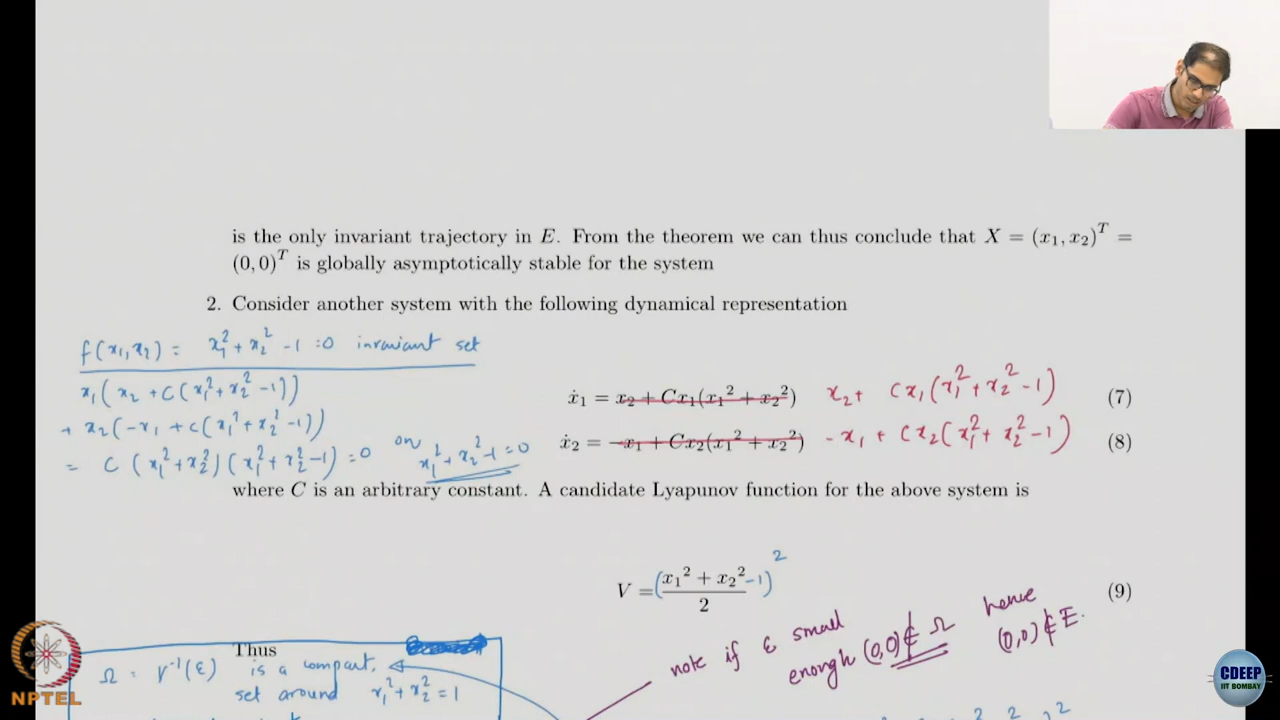 is the only invariant trajectory in E. From the theorem we can thus conclude that X = (x₁, x₂)ᵀ =
(0, 0)ᵀ is globally asymptotically stable for the system
2. Consider another system with the following dynamical representation
f(x₁,x₂) = x₁² + x₂² - 1 = 0 invariant set
x₁(x₂ + C(x₁²+x₂²-1))
+ x₂(-x₁ + C(x₁²+x₂²-1))
= C(x₁²+x₂²)(x₁²+x₂²-1) = 0 on
x₁²+x₂²-1=0
ẋ₁ = x₂ + Cx₁(x₁² + x₂²) x₂+ Cx₁(x₁²+x₂²-1) (7)
ẋ₂ = -x₁ + Cx₂(x₁² + x₂²) -x₁ + Cx₂(x₁²+x₂²-1) (8)
where C is an arbitrary constant. A candidate Lyapunov function for the above system is
V = (x₁² + x₂² -1)² / 2 (9)
note if ε small
enough (0,0) ∉ Ω hence
(0,0) ∉ E.
Thus
Ω = V⁻¹(ε) is a compact
set around x₁²+x₂²=1
NPTEL
CDEEP
IIT BOMBAY